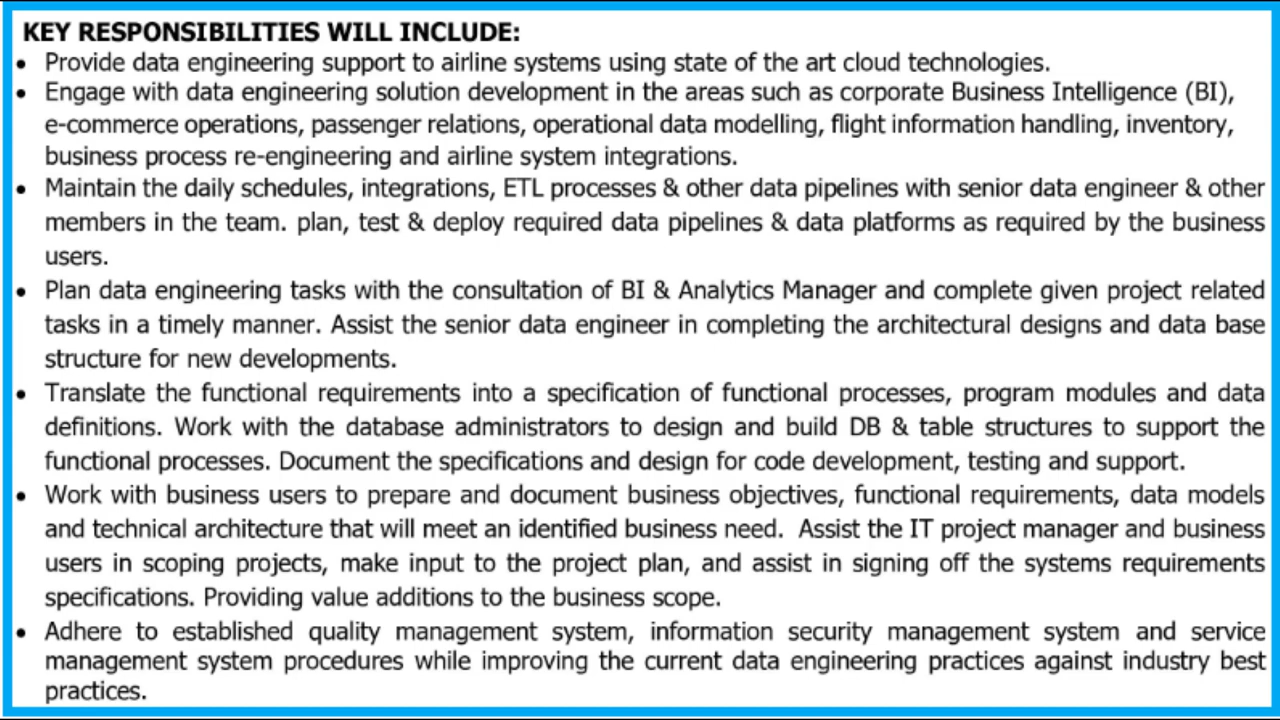 KEY RESPONSIBILITIES WILL INCLUDE:
• Provide data engineering support to airline systems using state of the art cloud technologies.
• Engage with data engineering solution development in the areas such as corporate Business Intelligence (BI),
e-commerce operations, passenger relations, operational data modelling, flight information handling, inventory,
business process re-engineering and airline system integrations.
• Maintain the daily schedules, integrations, ETL processes & other data pipelines with senior data engineer & other
members in the team. plan, test & deploy required data pipelines & data platforms as required by the business
users.
• Plan data engineering tasks with the consultation of BI & Analytics Manager and complete given project related
tasks in a timely manner. Assist the senior data engineer in completing the architectural designs and data base
structure for new developments.
• Translate the functional requirements into a specification of functional processes, program modules and data
definitions. Work with the database administrators to design and build DB & table structures to support the
functional processes. Document the specifications and design for code development, testing and support.
• Work with business users to prepare and document business objectives, functional requirements, data models
and technical architecture that will meet an identified business need.  Assist the IT project manager and business
users in scoping projects, make input to the project plan, and assist in signing off the systems requirements
specifications. Providing value additions to the business scope.
• Adhere to established quality management system, information security management system and service
management system procedures while improving the current data engineering practices against industry best
practices.